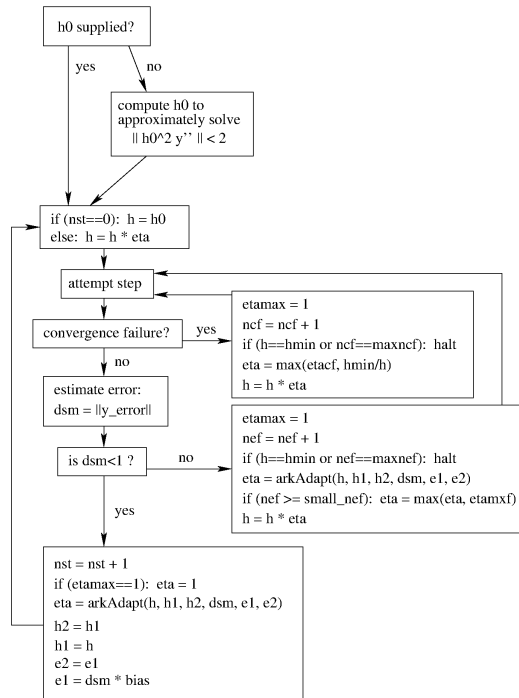 h0 supplied?
yes
no
compute h0 to
approximately solve
|| h0^2 y'' || < 2
if (nst==0): h = h0
else: h = h * eta
attempt step
convergence failure?
yes
etamax = 1
ncf = ncf + 1
if (h==hmin or ncf==maxncf): halt
eta = max(etacf, hmin/h)
h = h * eta
no
estimate error:
dsm = ||y_error||
is dsm<1 ?
no
etamax = 1
nef = nef + 1
if (h==hmin or nef==maxnef): halt
eta = arkAdapt(h, h1, h2, dsm, e1, e2)
if (nef >= small_nef): eta = max(eta, etamxf)
h = h * eta
yes
nst = nst + 1
if (etamax==1): eta = 1
eta = arkAdapt(h, h1, h2, dsm, e1, e2)
h2 = h1
h1 = h
e2 = e1
e1 = dsm * bias